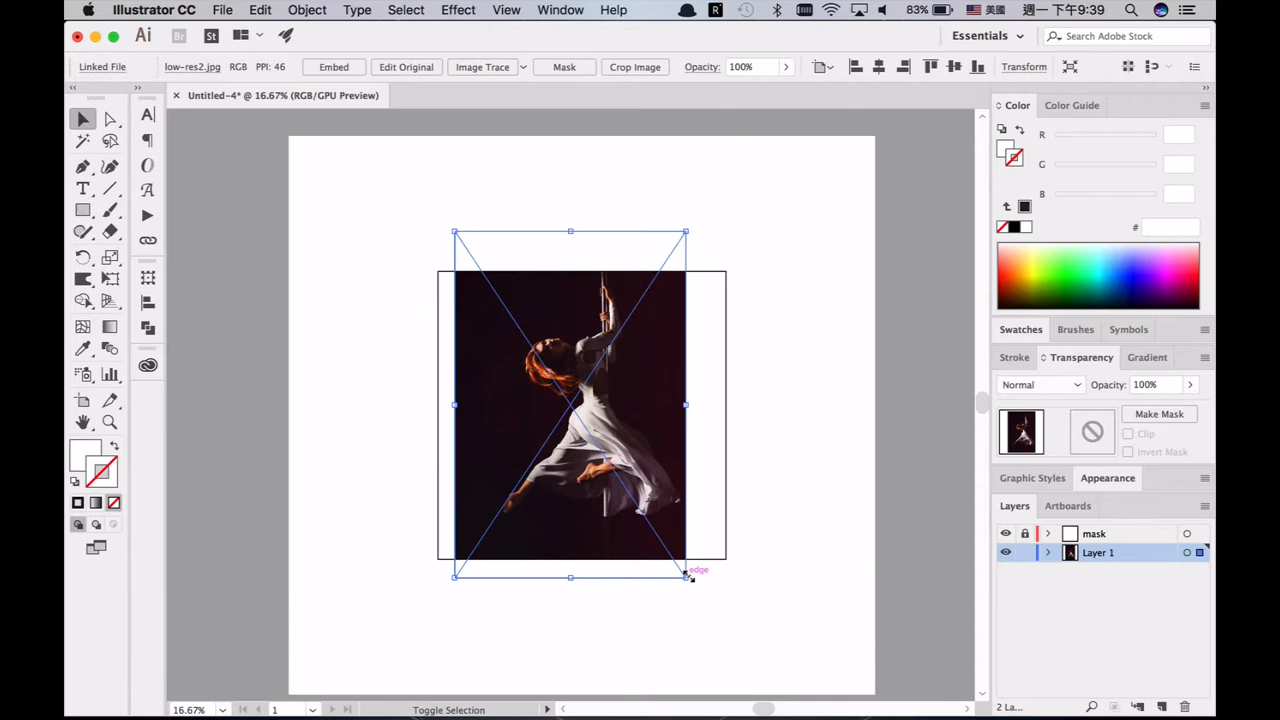 Illustrator CC File Edit Object Type Select Effect View Window Help 83% 美國 週一 下午9:39
Ai Br St Essentials Search Adobe Stock
Linked File low-res2.jpg RGB PPI: 46 Embed Edit Original Image Trace Mask Crop Image Opacity: 100% Transform
Untitled-4* @ 16.67% (RGB/GPU Preview)
Color Color Guide
R
G
B
#
Swatches Brushes Symbols
Stroke Transparency Gradient
Normal Opacity: 100%
Make Mask
Clip
Invert Mask
Graphic Styles Appearance
Layers Artboards
mask
Layer 1
edge
16.67% 1 Toggle Selection 2 La...